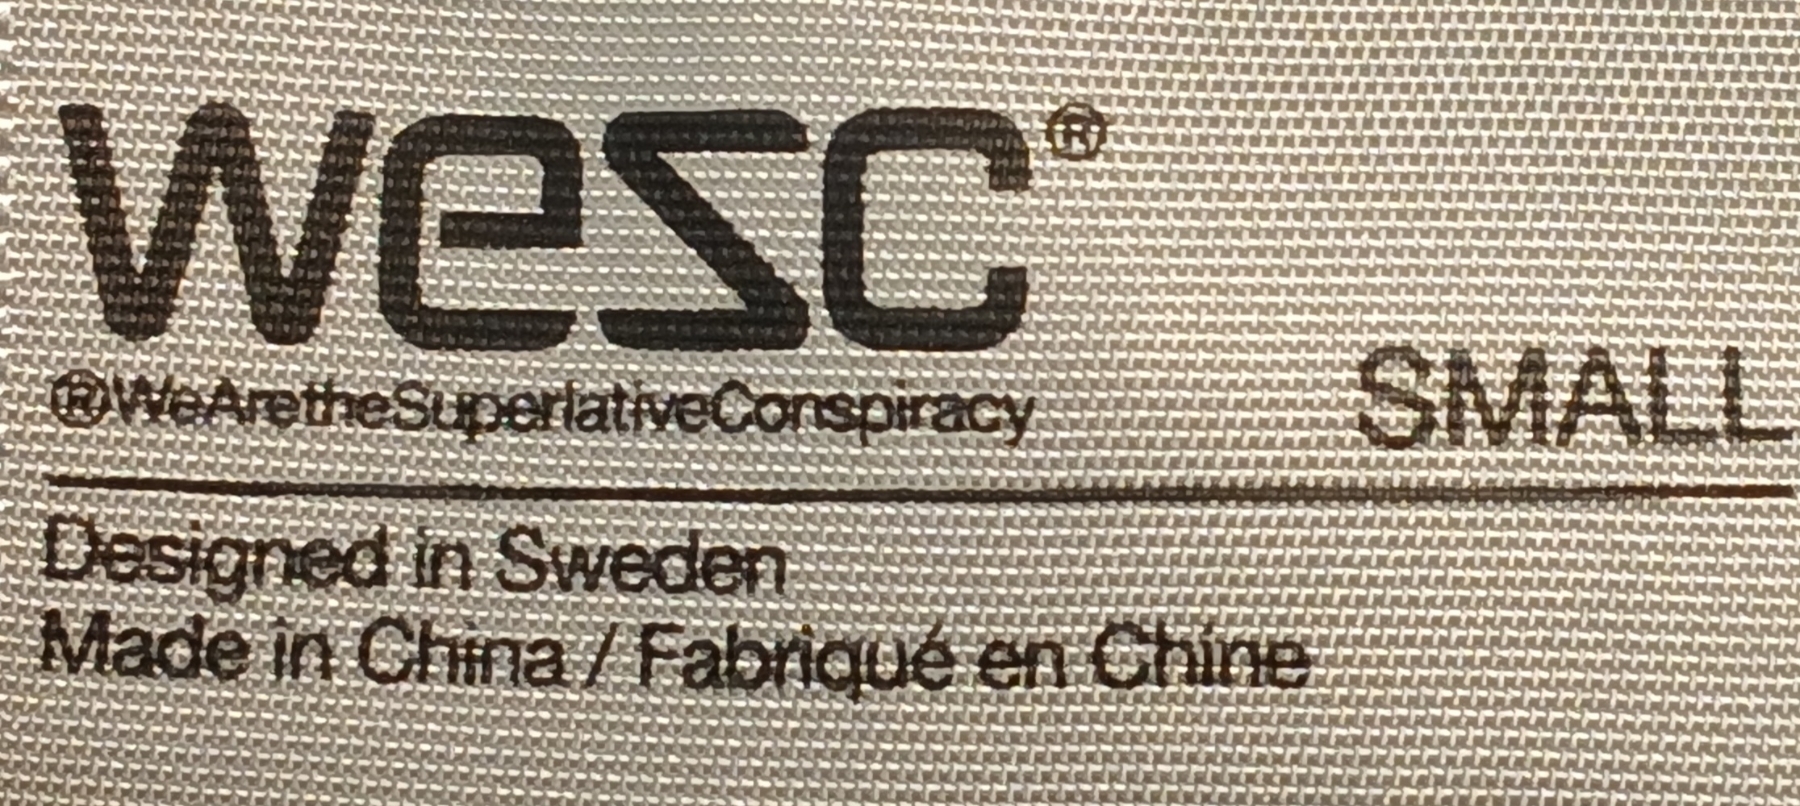 wesc®
®WeAretheSuperlativeConspiracy
SMALL
Designed in Sweden
Made in China / Fabriqué en Chine